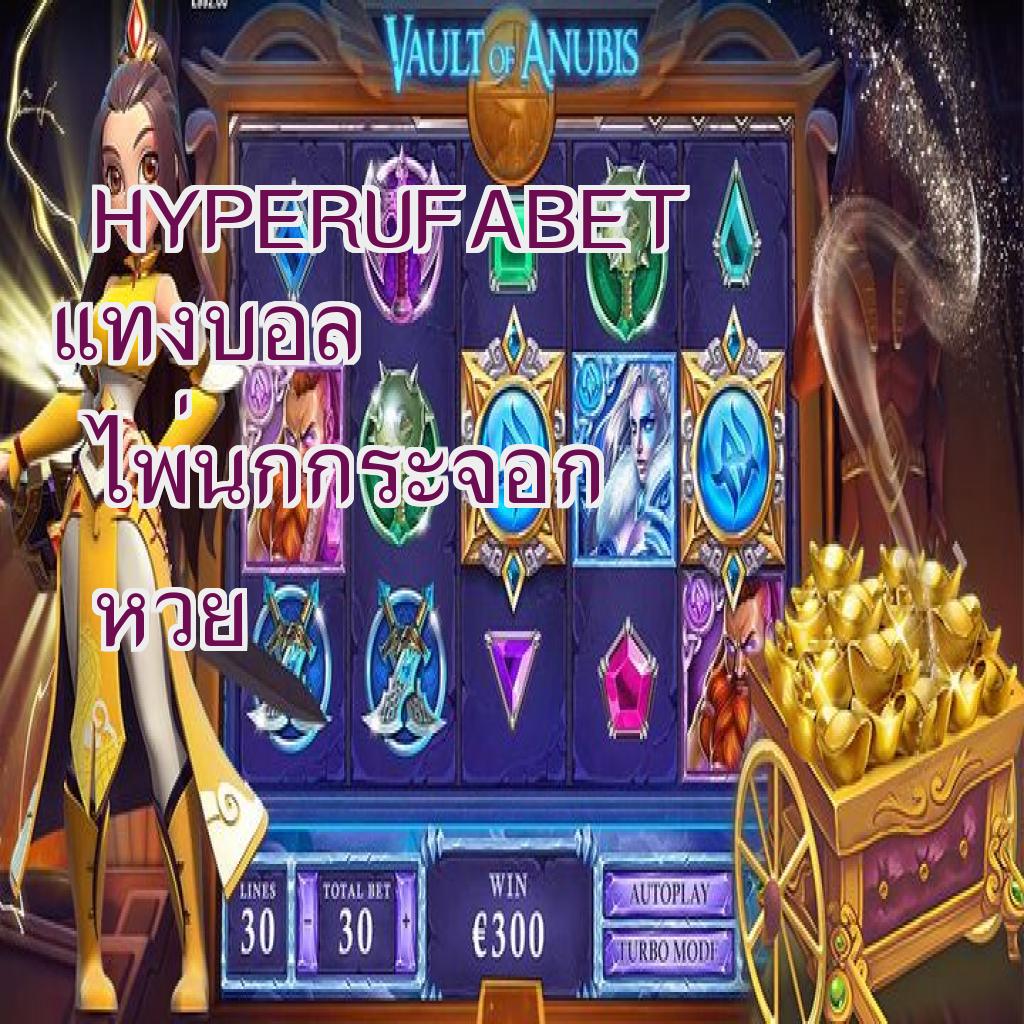 VAULT OF ANUBIS
HYPERUFABET
แทงบอล
ไพ่นกกระจอก
หวย
LINES
30
TOTAL BET
- 30 +
WIN
€300
AUTOPLAY
TURBO MODE